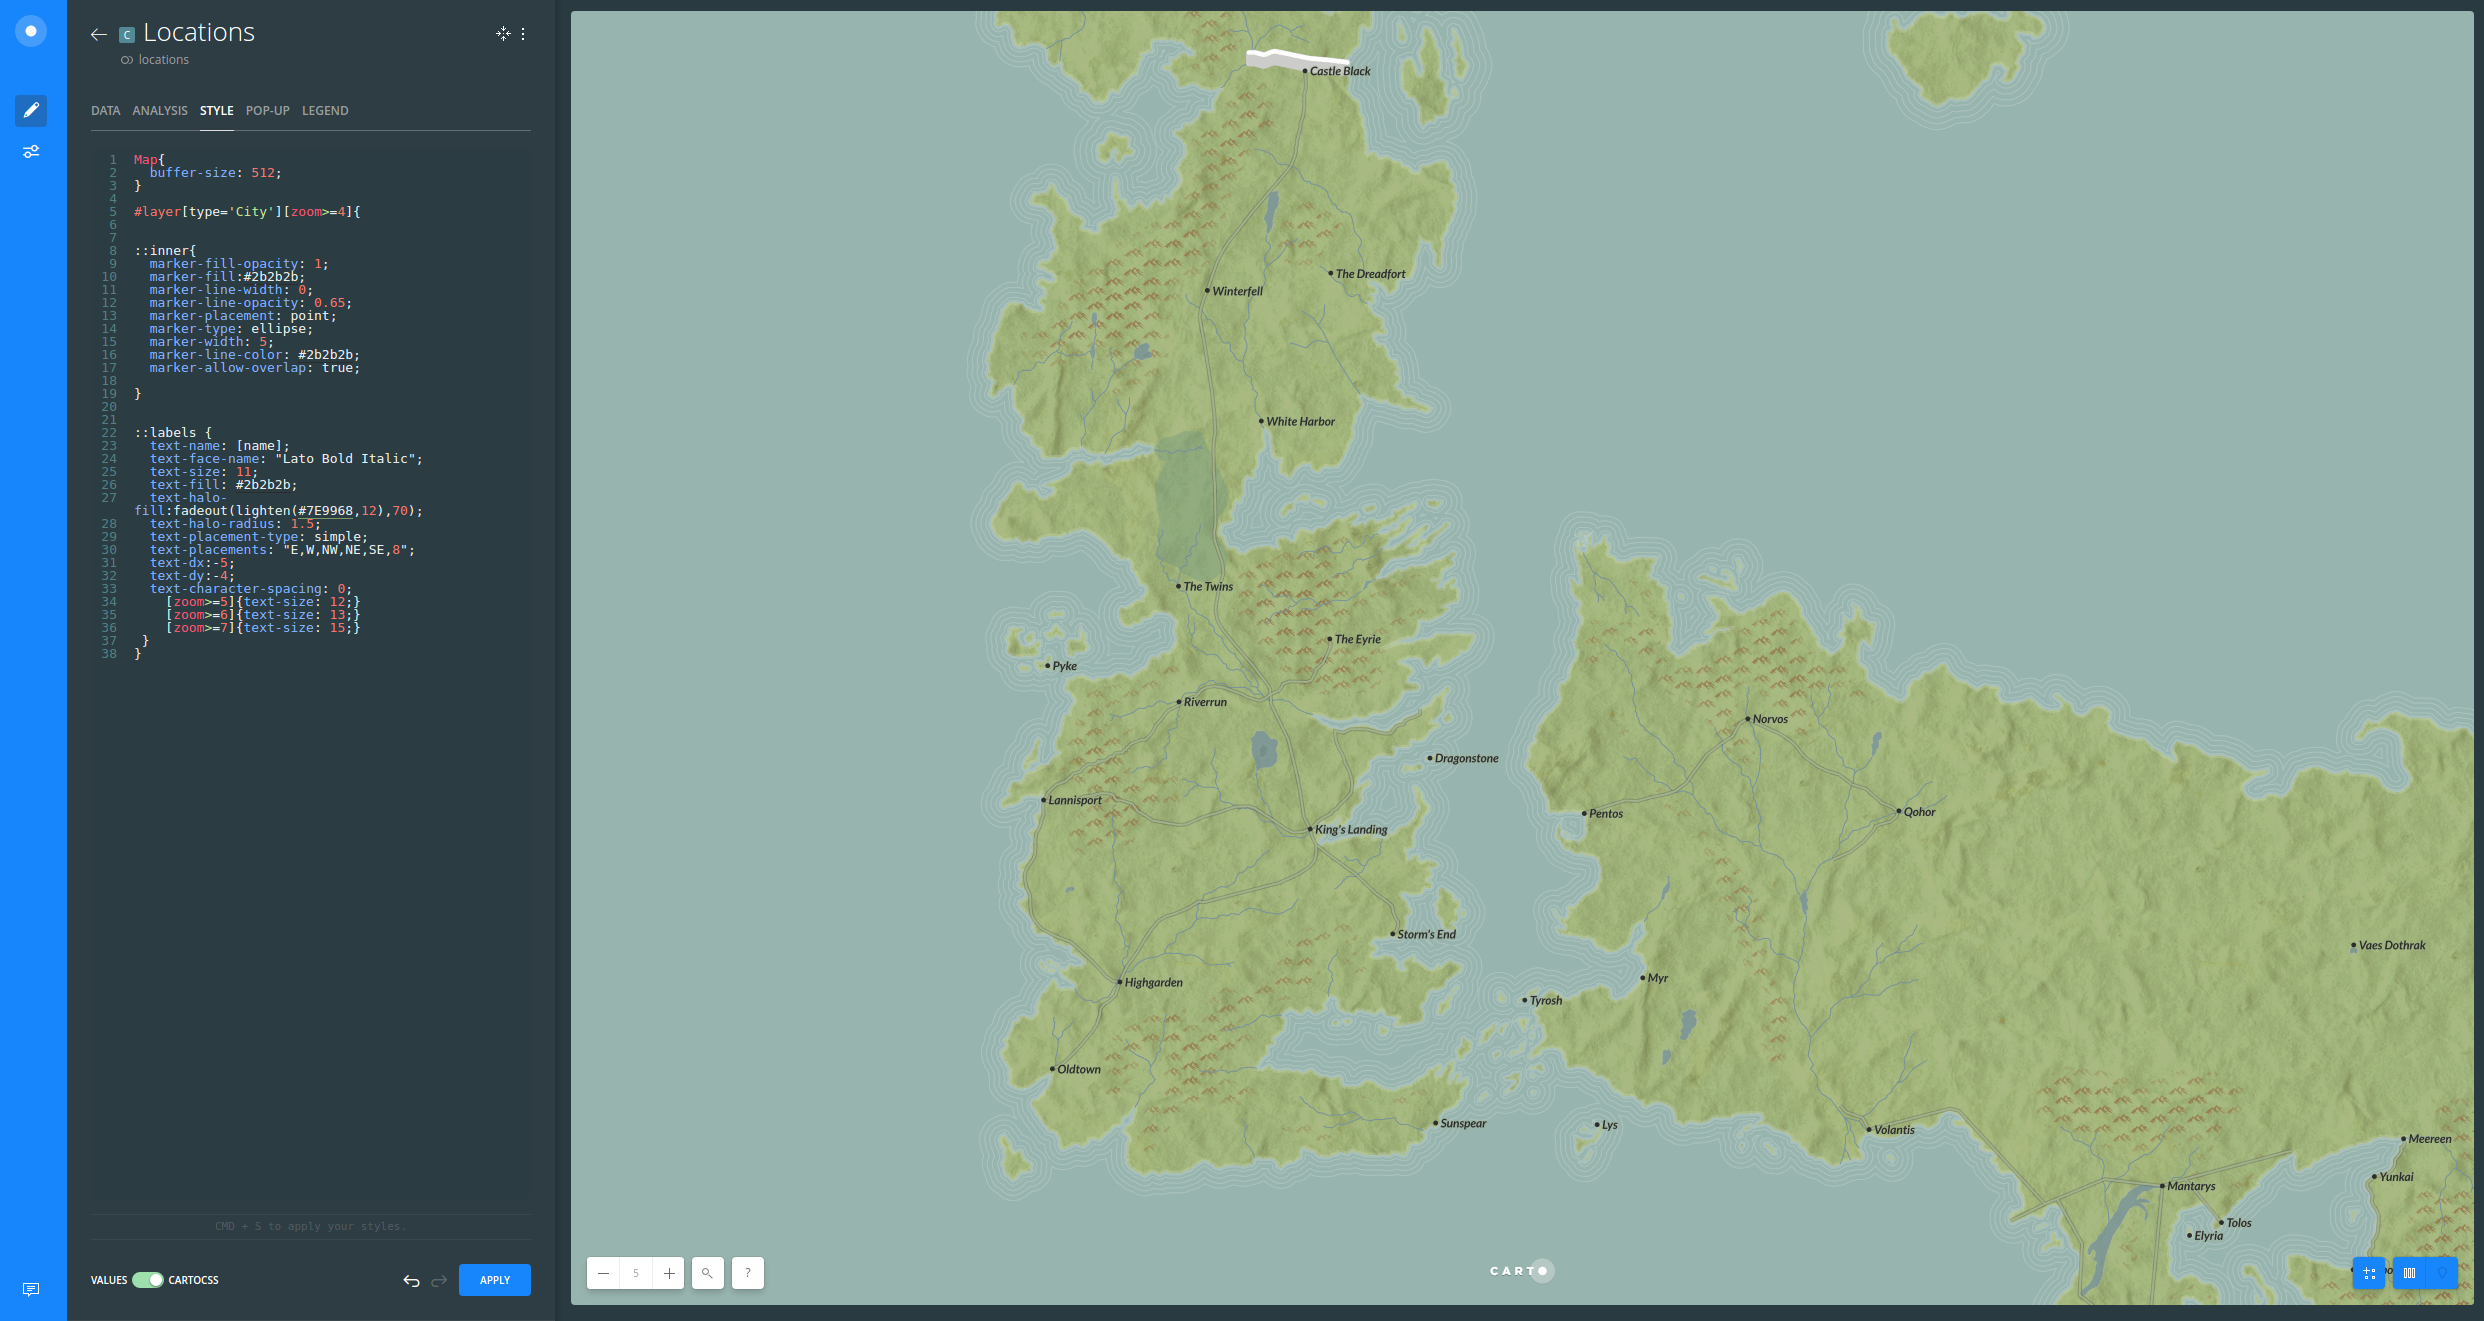 C Locations
locations
DATA ANALYSIS STYLE POP-UP LEGEND
1 Map{
2 buffer-size: 512;
3 }
4
5 #layer[type='City'][zoom>=4]{
6
7
8 ::inner{
9 marker-fill-opacity: 1;
10 marker-fill:#2b2b2b;
11 marker-line-width: 0;
12 marker-line-opacity: 0.65;
13 marker-placement: point;
14 marker-type: ellipse;
15 marker-width: 5;
16 marker-line-color: #2b2b2b;
17 marker-allow-overlap: true;
18
19 }
20
21
22 ::labels {
23 text-name: [name];
24 text-face-name: "Lato Bold Italic";
25 text-size: 11;
26 text-fill: #2b2b2b;
27 text-halo-
fill:fadeout(lighten(#7E9968,12),70);
28 text-halo-radius: 1.5;
29 text-placement-type: simple;
30 text-placements: "E,W,NW,NE,SE,8";
31 text-dx:-5;
32 text-dy:-4;
33 text-character-spacing: 0;
34 [zoom>=5]{text-size: 12;}
35 [zoom>=6]{text-size: 13;}
36 [zoom>=7]{text-size: 15;}
37 }
38 }
CMD + S to apply your styles.
VALUES CARTOCSS
APPLY
Castle Black
The Dreadfort
Winterfell
White Harbor
The Twins
The Eyrie
Pyke
Riverrun
Norvos
Dragonstone
Lannisport
Pentos
Qohor
King's Landing
Storm's End
Vaes Dothrak
Highgarden
Myr
Tyrosh
Oldtown
Sunspear
Lys
Volantis
Meereen
Yunkai
Mantarys
Tolos
Elyria
5
?
CARTO